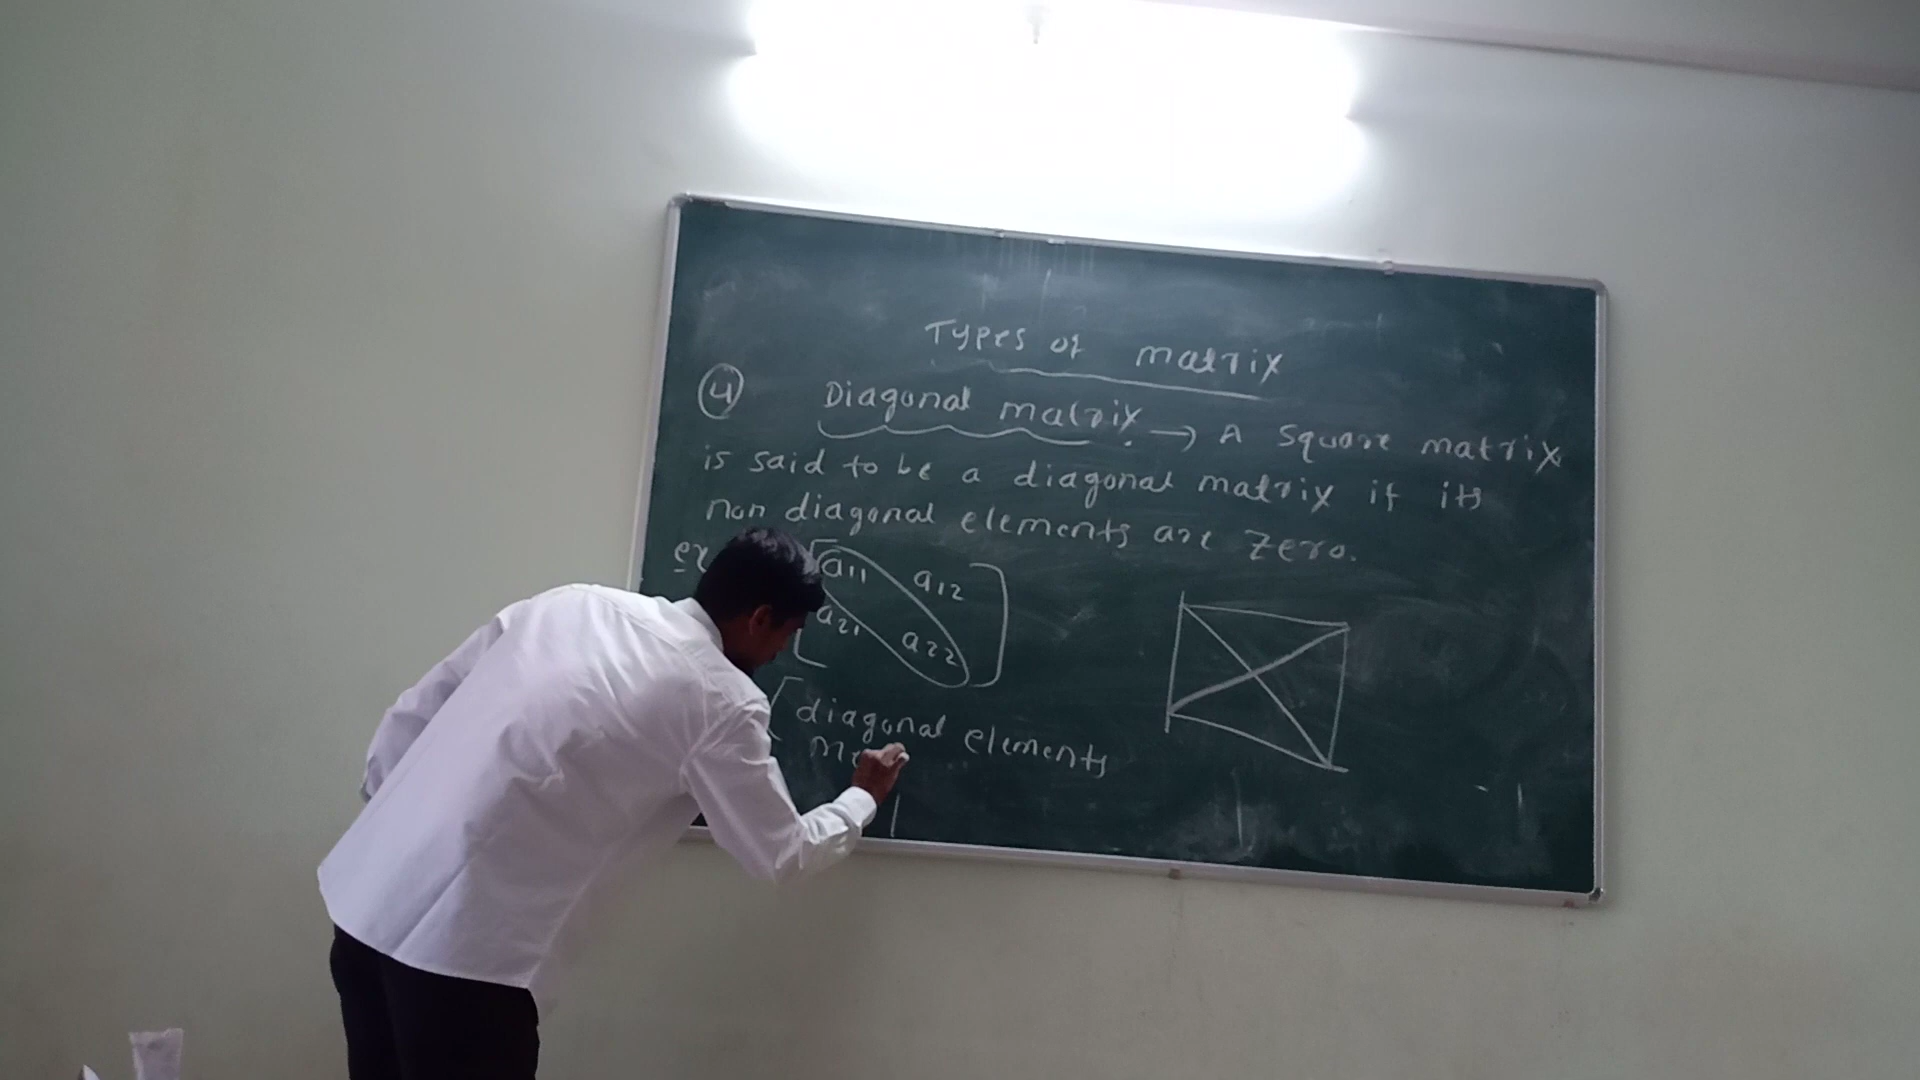 Types of matrix
4 Diagonal matrix → A Square matrix
is said to be a diagonal matrix if its
non diagonal elements are zero.
ex
a11 a12
a21 a22
diagonal elements